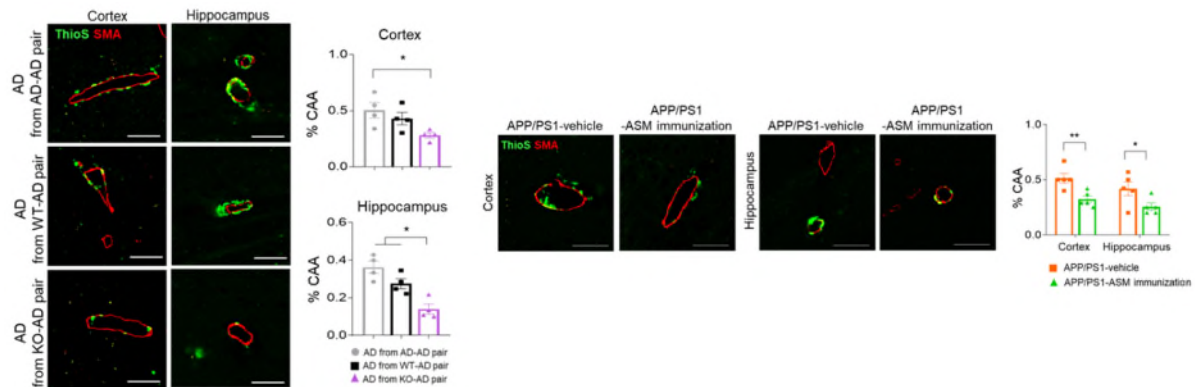 Cortex
Hippocampus
ThioS SMA
AD
from AD-AD pair
AD
from WT-AD pair
AD
from KO-AD pair
Cortex
1.0
0.5
0.0
% CAA
*
Hippocampus
0.6
0.4
0.2
0.0
% CAA
*
AD from AD-AD pair
AD from WT-AD pair
AD from KO-AD pair
APP/PS1-vehicle
APP/PS1
-ASM immunization
ThioS SMA
Cortex
APP/PS1-vehicle
APP/PS1
-ASM immunization
Hippocampus
1.0
0.5
0.0
% CAA
**
*
Cortex
Hippocampus
APP/PS1-vehicle
APP/PS1-ASM immunization